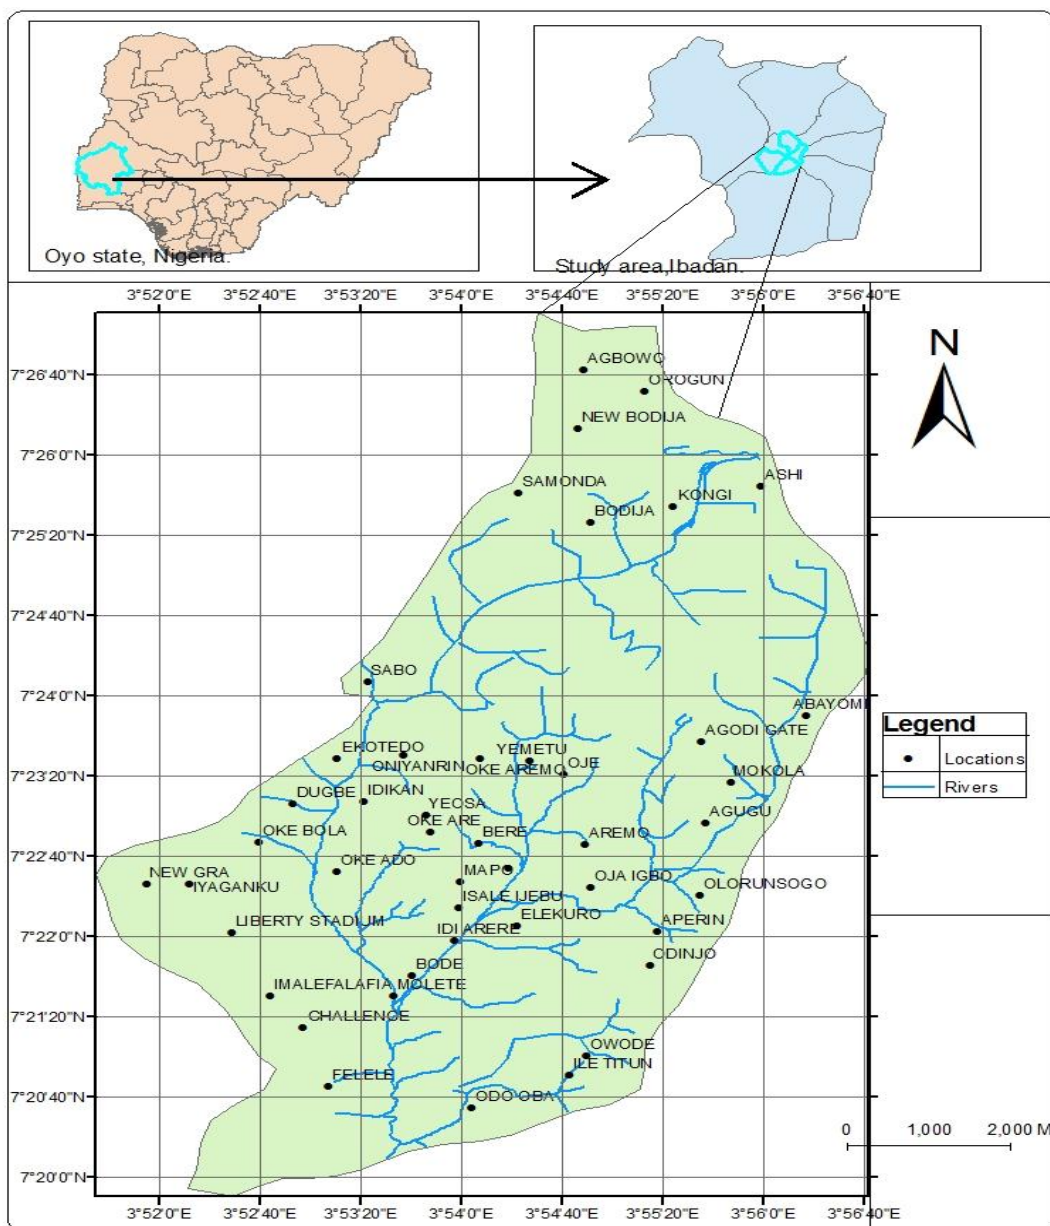 Oyo state, Nigeria.
Study area,Ibadan.
3°52'0"E 3°52'40"E 3°53'20"E 3°54'0"E 3°54'40"E 3°55'20"E 3°56'0"E 3°56'40"E
N
AGBOWO
7°26'40"N
OROGUN
NEW BODIJA
7°26'0"N
ASHI
SAMONDA
KONGI
BODIJA
7°25'20"N
7°24'40"N
SABO
7°24'0"N
ABAYOMI
Legend
AGODI GATE
EKOTEDO
YEMETU
Locations
ONIYANRIN
OKE AREMO
OJE
7°23'20"N
MOKOLA
Rivers
DUGBE
IDIKAN
YEOSA
AGUGU
OKE ARE
OKE BOLA
BERE
AREMO
7°22'40"N
OKE ADO
NEW GRA
MAPO
IYAGANKU
OJA IGBO
OLORUNSOGO
ISALE IJEBU
LIBERTY STADIUM
ELEKURO
APERIN
IDI ARERE
7°22'0"N
ODINJO
BODE
IMALEFALAFIA
MOLETE
7°21'20"N
CHALLENCE
OWODE
ILE TITUN
FELELE
7°20'40"N
ODO OBA
0 1,000 2,000 M
7°20'0"N
3°52'0"E 3°52'40"E 3°53'20"E 3°54'0"E 3°54'40"E 3°55'20"E 3°56'0"E 3°56'40"E